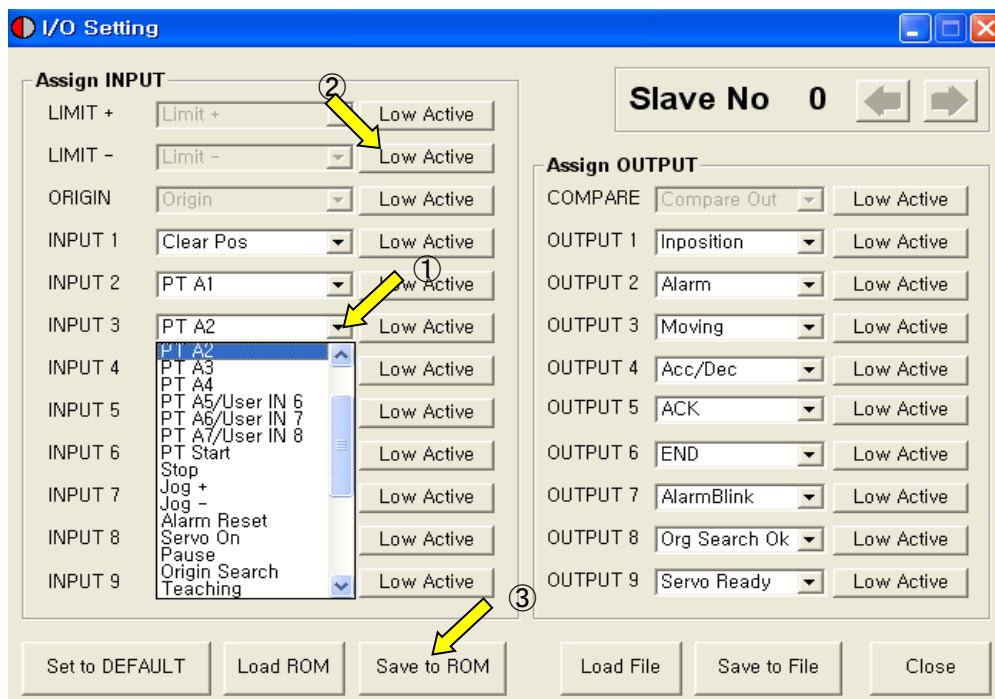 I/O Setting
Assign INPUT
②
LIMIT + Limit + Low Active
LIMIT - Limit - Low Active
ORIGIN Origin Low Active
INPUT 1 Clear Pos Low Active
①
INPUT 2 PT A1 Low Active
INPUT 3 PT A2 Low Active
PT A2
INPUT 4 PT A3 Low Active
PT A4
INPUT 5 PT A5/User IN 6 Low Active
PT A6/User IN 7
PT A7/User IN 8
INPUT 6 PT Start Low Active
Stop
INPUT 7 Jog + Low Active
Jog -
Alarm Reset
INPUT 8 Servo On Low Active
Pause
INPUT 9 Origin Search Low Active
Teaching
③
Slave No 0
Assign OUTPUT
COMPARE Compare Out Low Active
OUTPUT 1 Inposition Low Active
OUTPUT 2 Alarm Low Active
OUTPUT 3 Moving Low Active
OUTPUT 4 Acc/Dec Low Active
OUTPUT 5 ACK Low Active
OUTPUT 6 END Low Active
OUTPUT 7 AlarmBlink Low Active
OUTPUT 8 Org Search Ok Low Active
OUTPUT 9 Servo Ready Low Active
Set to DEFAULT Load ROM Save to ROM Load File Save to File Close